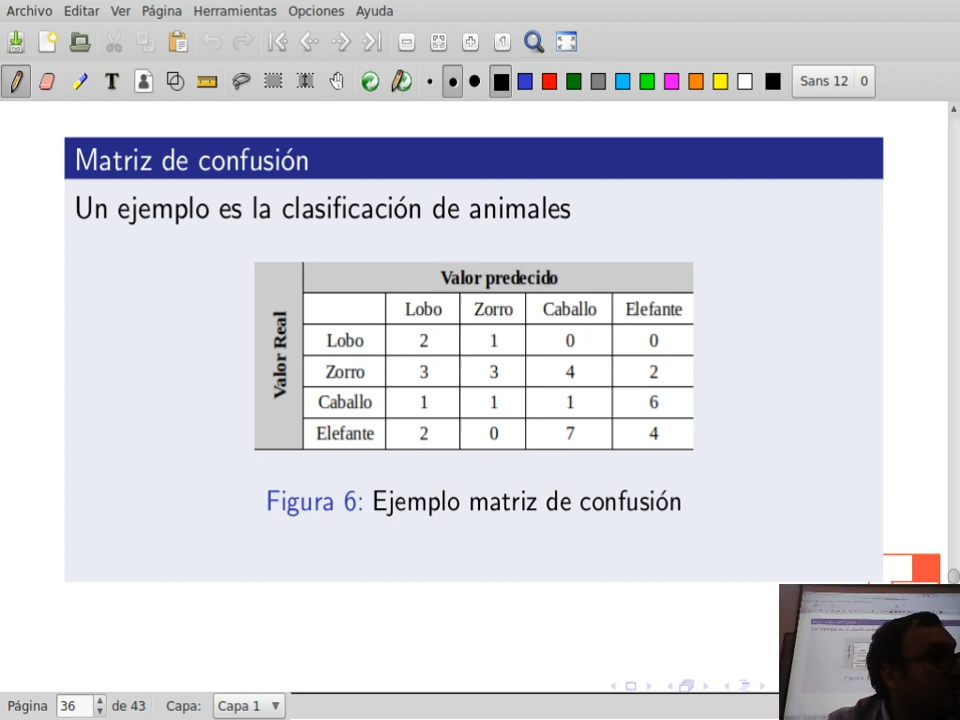 Archivo Editar Ver Página Herramientas Opciones Ayuda
T Sans 12 0
Matriz de confusión
Un ejemplo es la clasificación de animales
Valor Real
Valor predecido
Lobo Zorro Caballo Elefante
Lobo 2 1 0 0
Zorro 3 3 4 2
Caballo 1 1 1 6
Elefante 2 0 7 4
Figura 6: Ejemplo matriz de confusión
Página 36 de 43 Capa: Capa 1